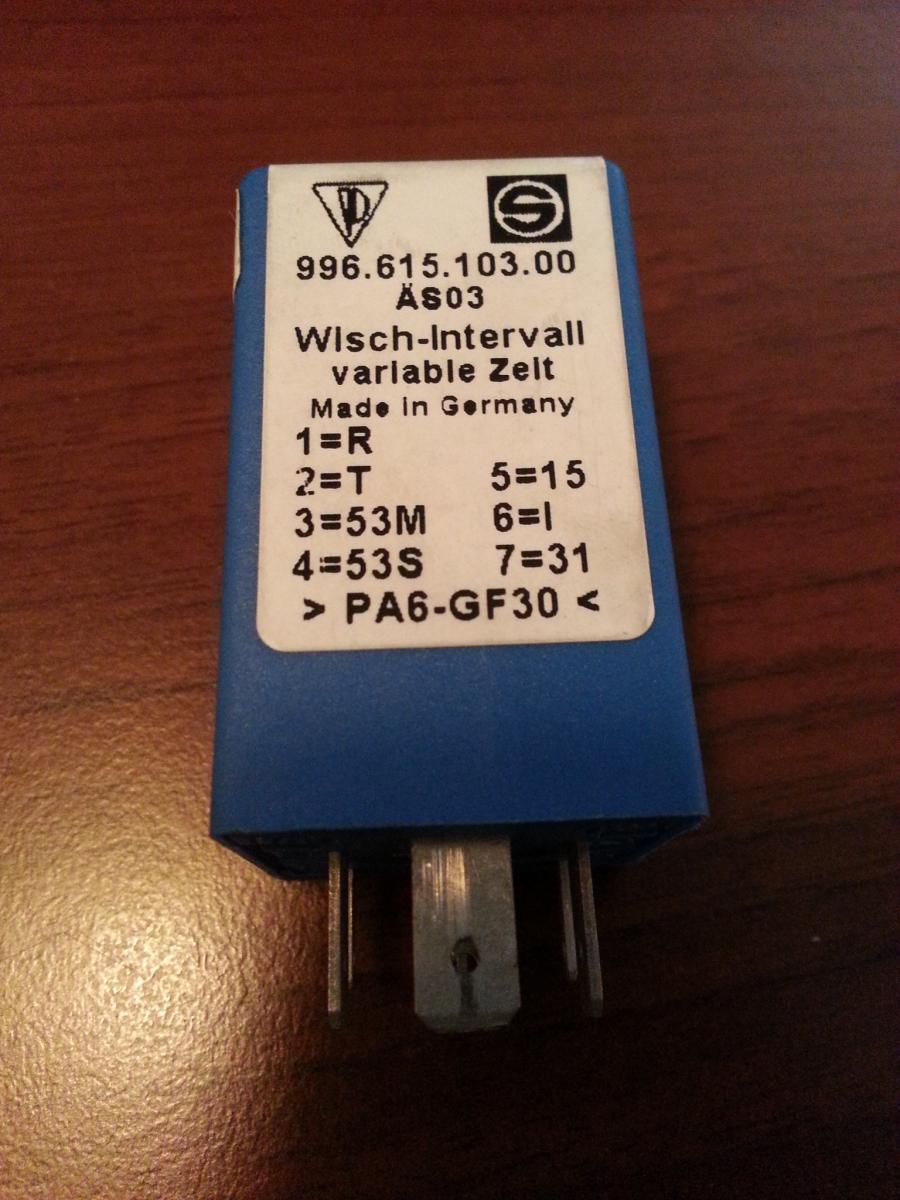 996.615.103.00
ÄS03
Wisch-Intervall
variable Zeit
Made in Germany
1=R
2=T 5=15
3=53M 6=I
4=53S 7=31
> PA6-GF30 <